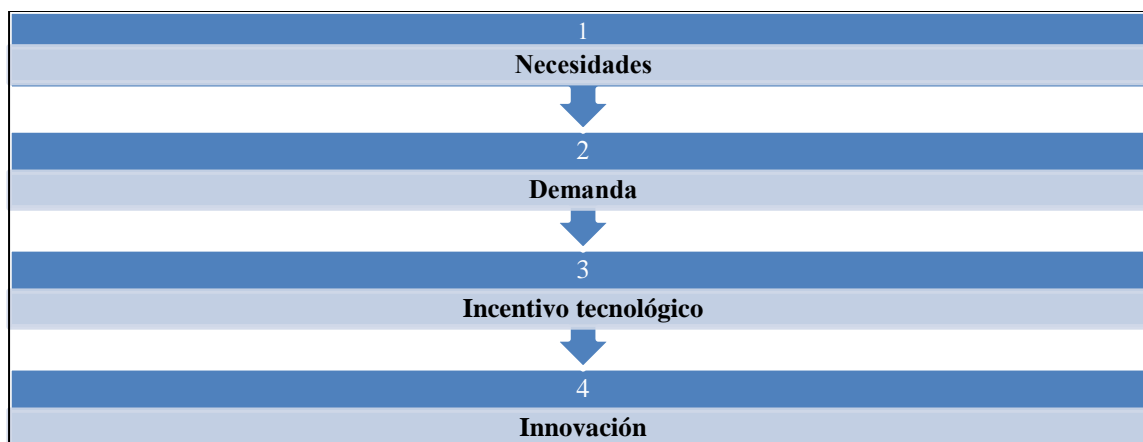 1
Necesidades
2
Demanda
3
Incentivo tecnológico
4
Innovación